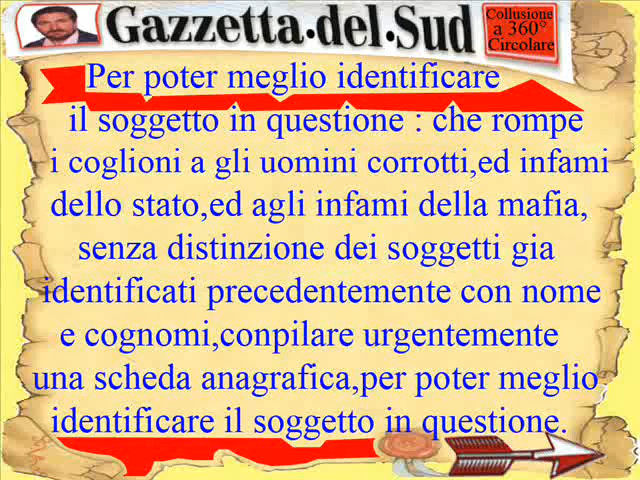 Gazzetta·del·Sud
Collusione
a 360°
Circolare
Per poter meglio identificare
il soggetto in questione : che rompe
i coglioni a gli uomini corrotti,ed infami
dello stato,ed agli infami della mafia,
senza distinzione dei soggetti gia
identificati precedentemente con nome
e cognomi,conpilare urgentemente
una scheda anagrafica,per poter meglio
identificare il soggetto in questione.